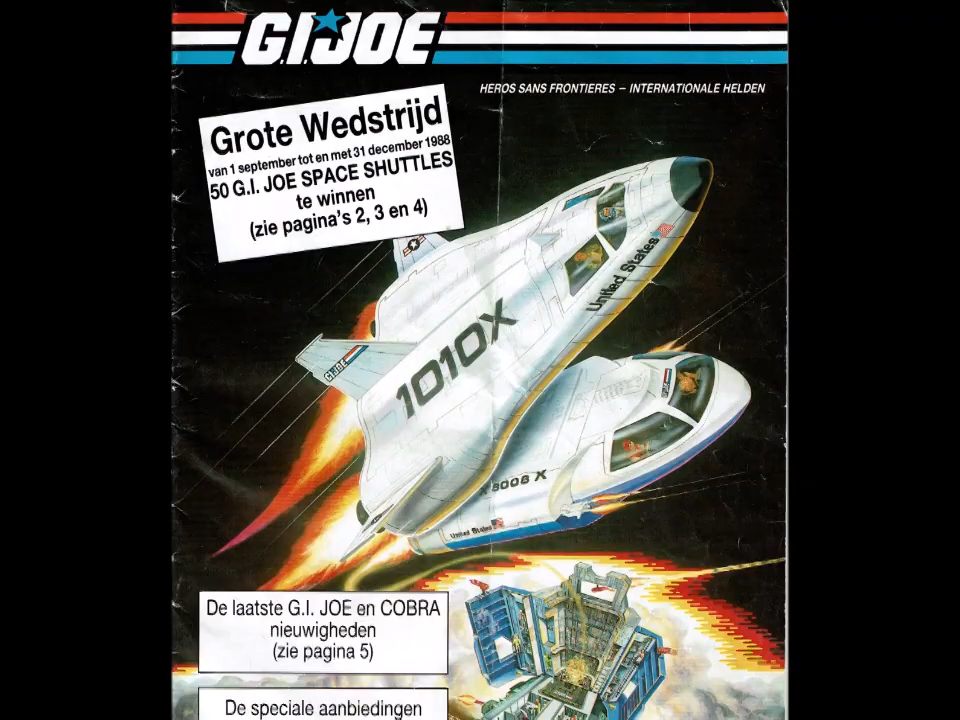 G.I. JOE
HEROS SANS FRONTIERES – INTERNATIONALE HELDEN
Grote Wedstrijd
van 1 september tot en met 31 december 1988
50 G.I. JOE SPACE SHUTTLES
te winnen
(zie pagina's 2, 3 en 4)
United States
1010X
G.I. JOE
X 8008 X
United States
De laatste G.I. JOE en COBRA
nieuwigheden
(zie pagina 5)
De speciale aanbiedingen